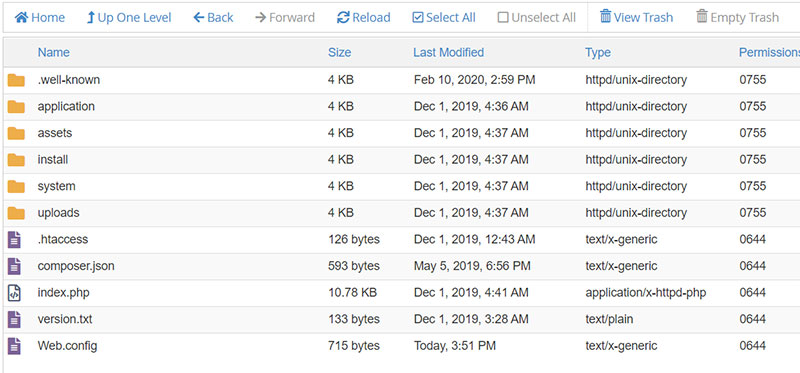 Home Up One Level Back Forward Reload Select All Unselect All View Trash Empty Trash
Name Size Last Modified Type Permissions
.well-known 4 KB Feb 10, 2020, 2:59 PM httpd/unix-directory 0755
application 4 KB Dec 1, 2019, 4:36 AM httpd/unix-directory 0755
assets 4 KB Dec 1, 2019, 4:37 AM httpd/unix-directory 0755
install 4 KB Dec 1, 2019, 4:37 AM httpd/unix-directory 0755
system 4 KB Dec 1, 2019, 4:37 AM httpd/unix-directory 0755
uploads 4 KB Dec 1, 2019, 4:37 AM httpd/unix-directory 0755
.htaccess 126 bytes Dec 1, 2019, 12:43 AM text/x-generic 0644
composer.json 593 bytes May 5, 2019, 6:56 PM text/x-generic 0644
index.php 10.78 KB Dec 1, 2019, 4:41 AM application/x-httpd-php 0644
version.txt 133 bytes Dec 1, 2019, 3:28 AM text/plain 0644
Web.config 715 bytes Today, 3:51 PM text/x-generic 0644